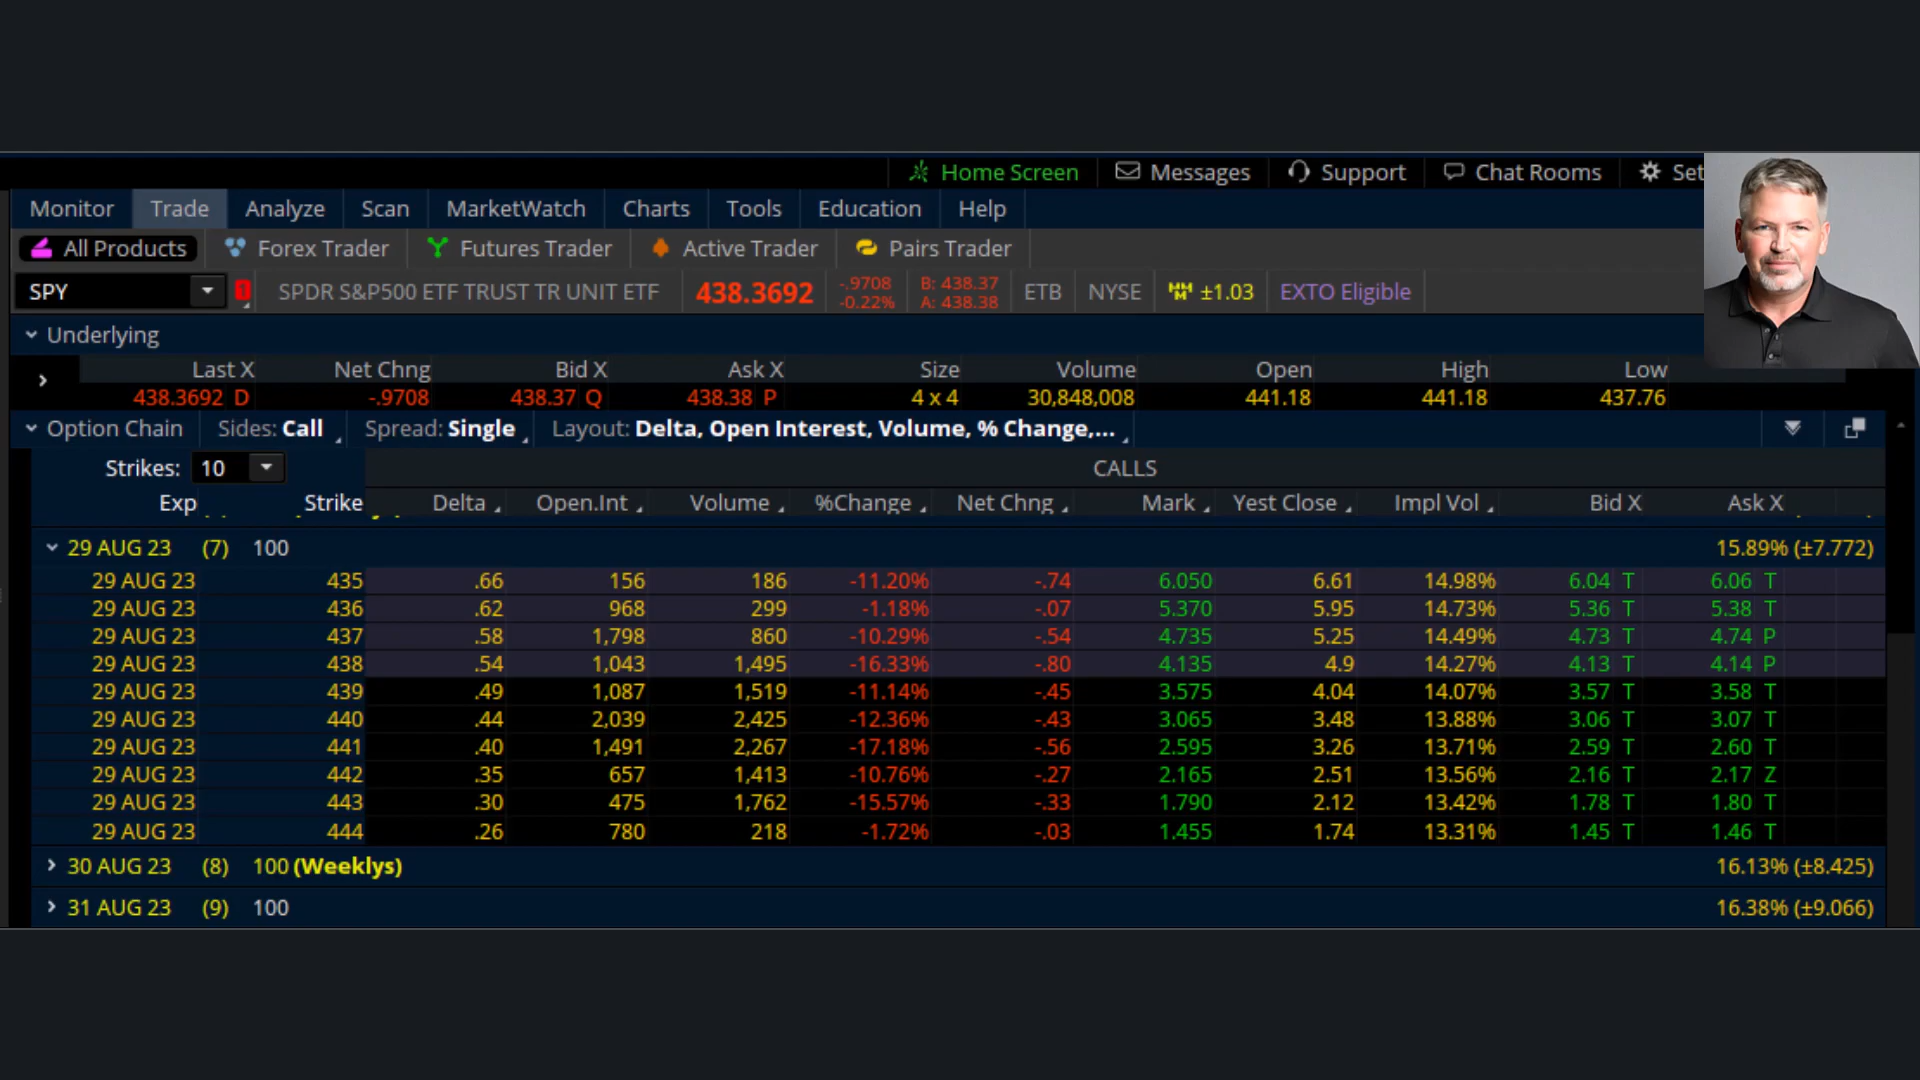 Home Screen Messages Support Chat Rooms Set
Monitor Trade Analyze Scan MarketWatch Charts Tools Education Help
All Products Forex Trader Futures Trader Active Trader Pairs Trader
SPY 1 SPDR S&P500 ETF TRUST TR UNIT ETF 438.3692 -.9708 B: 438.37 ETB NYSE MMM ±1.03 EXTO Eligible
-0.22% A: 438.38
Underlying
Last X Net Chng Bid X Ask X Size Volume Open High Low
438.3692 D -.9708 438.37 Q 438.38 P 4 x 4 30,848,008 441.18 441.18 437.76
Option Chain Sides: Call Spread: Single Layout: Delta, Open Interest, Volume, % Change,...
Strikes: 10 CALLS
Exp Strike Delta Open.Int Volume %Change Net Chng Mark Yest Close Impl Vol Bid X Ask X
29 AUG 23 (7) 100 15.89% (±7.772)
29 AUG 23 435 .66 156 186 -11.20% -.74 6.050 6.61 14.98% 6.04 T 6.06 T
29 AUG 23 436 .62 968 299 -1.18% -.07 5.370 5.95 14.73% 5.36 T 5.38 T
29 AUG 23 437 .58 1,798 860 -10.29% -.54 4.735 5.25 14.49% 4.73 T 4.74 P
29 AUG 23 438 .54 1,043 1,495 -16.33% -.80 4.135 4.9 14.27% 4.13 T 4.14 P
29 AUG 23 439 .49 1,087 1,519 -11.14% -.45 3.575 4.04 14.07% 3.57 T 3.58 T
29 AUG 23 440 .44 2,039 2,425 -12.36% -.43 3.065 3.48 13.88% 3.06 T 3.07 T
29 AUG 23 441 .40 1,491 2,267 -17.18% -.56 2.595 3.26 13.71% 2.59 T 2.60 T
29 AUG 23 442 .35 657 1,413 -10.76% -.27 2.165 2.51 13.56% 2.16 T 2.17 Z
29 AUG 23 443 .30 475 1,762 -15.57% -.33 1.790 2.12 13.42% 1.78 T 1.80 T
29 AUG 23 444 .26 780 218 -1.72% -.03 1.455 1.74 13.31% 1.45 T 1.46 T
30 AUG 23 (8) 100 (Weeklys) 16.13% (±8.425)
31 AUG 23 (9) 100 16.38% (±9.066)